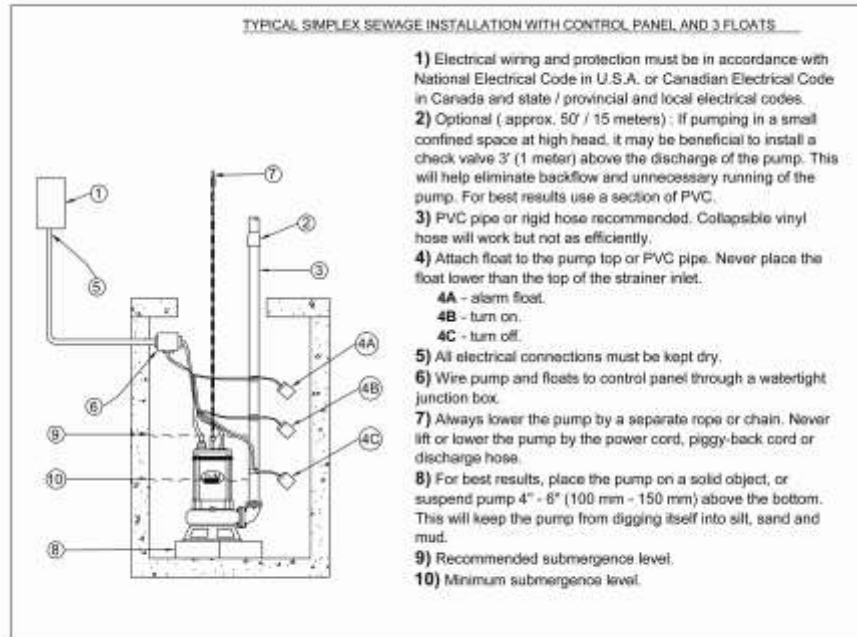 TYPICAL SIMPLEX SEWAGE INSTALLATION WITH CONTROL PANEL AND 3 FLOATS
1) Electrical wiring and protection must be in accordance with
National Electrical Code in U.S.A. or Canadian Electrical Code
in Canada and state / provincial and local electrical codes.
2) Optional ( approx. 50' / 15 meters) : If pumping in a small
confined space at high head, it may be beneficial to install a
check valve 3' (1 meter) above the discharge of the pump. This
will help eliminate backflow and unnecessary running of the
pump. For best results use a section of PVC.
3) PVC pipe or rigid hose recommended. Collapsible vinyl
hose will work but not as efficiently.
4) Attach float to the pump top or PVC pipe. Never place the
float lower than the top of the strainer inlet.
4A - alarm float.
4B - turn on.
4C - turn off.
5) All electrical connections must be kept dry.
6) Wire pump and floats to control panel through a watertight
junction box.
7) Always lower the pump by a separate rope or chain. Never
lift or lower the pump by the power cord, piggy-back cord or
discharge hose.
8) For best results, place the pump on a solid object, or
suspend pump 4" - 6" (100 mm - 150 mm) above the bottom.
This will keep the pump from digging itself into silt, sand and
mud.
9) Recommended submergence level.
10) Minimum submergence level.
7
1
2
3
5
4A
4B
6
9
4C
10
8